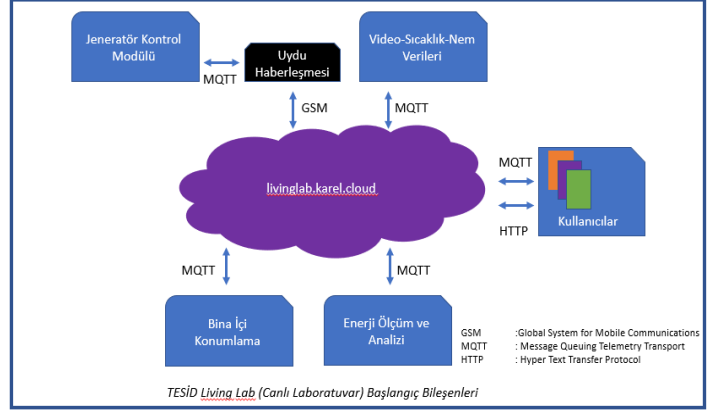 Jeneratör Kontrol
Modülü
MQTT
Uydu
Haberleşmesi
Video-Sıcaklık-Nem
Verileri
GSM
MQTT
livinglab.karel.cloud
MQTT
HTTP
Kullanıcılar
MQTT
MQTT
Bina İçi
Konumlama
Enerji Ölçüm ve
Analizi
GSM :Global System for Mobile Communications
MQTT : Message Queuing Telemetry Transport
HTTP : Hyper Text Transfer Protocol
TESİD Living Lab (Canlı Laboratuvar) Başlangıç Bileşenleri